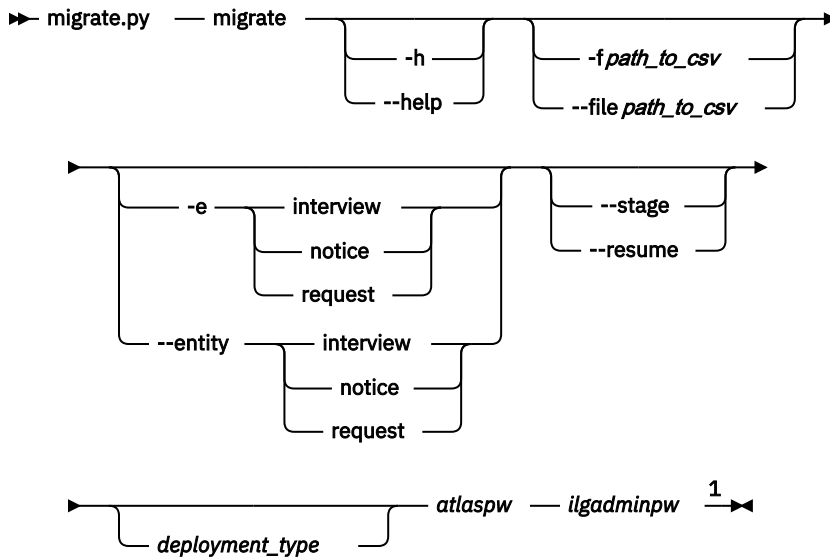 migrate.py migrate
-h
--help
-f path_to_csv
--file path_to_csv
-e interview
notice
request
--entity interview
notice
request
--stage
--resume
deployment_type
atlaspw ilgadminpw 1